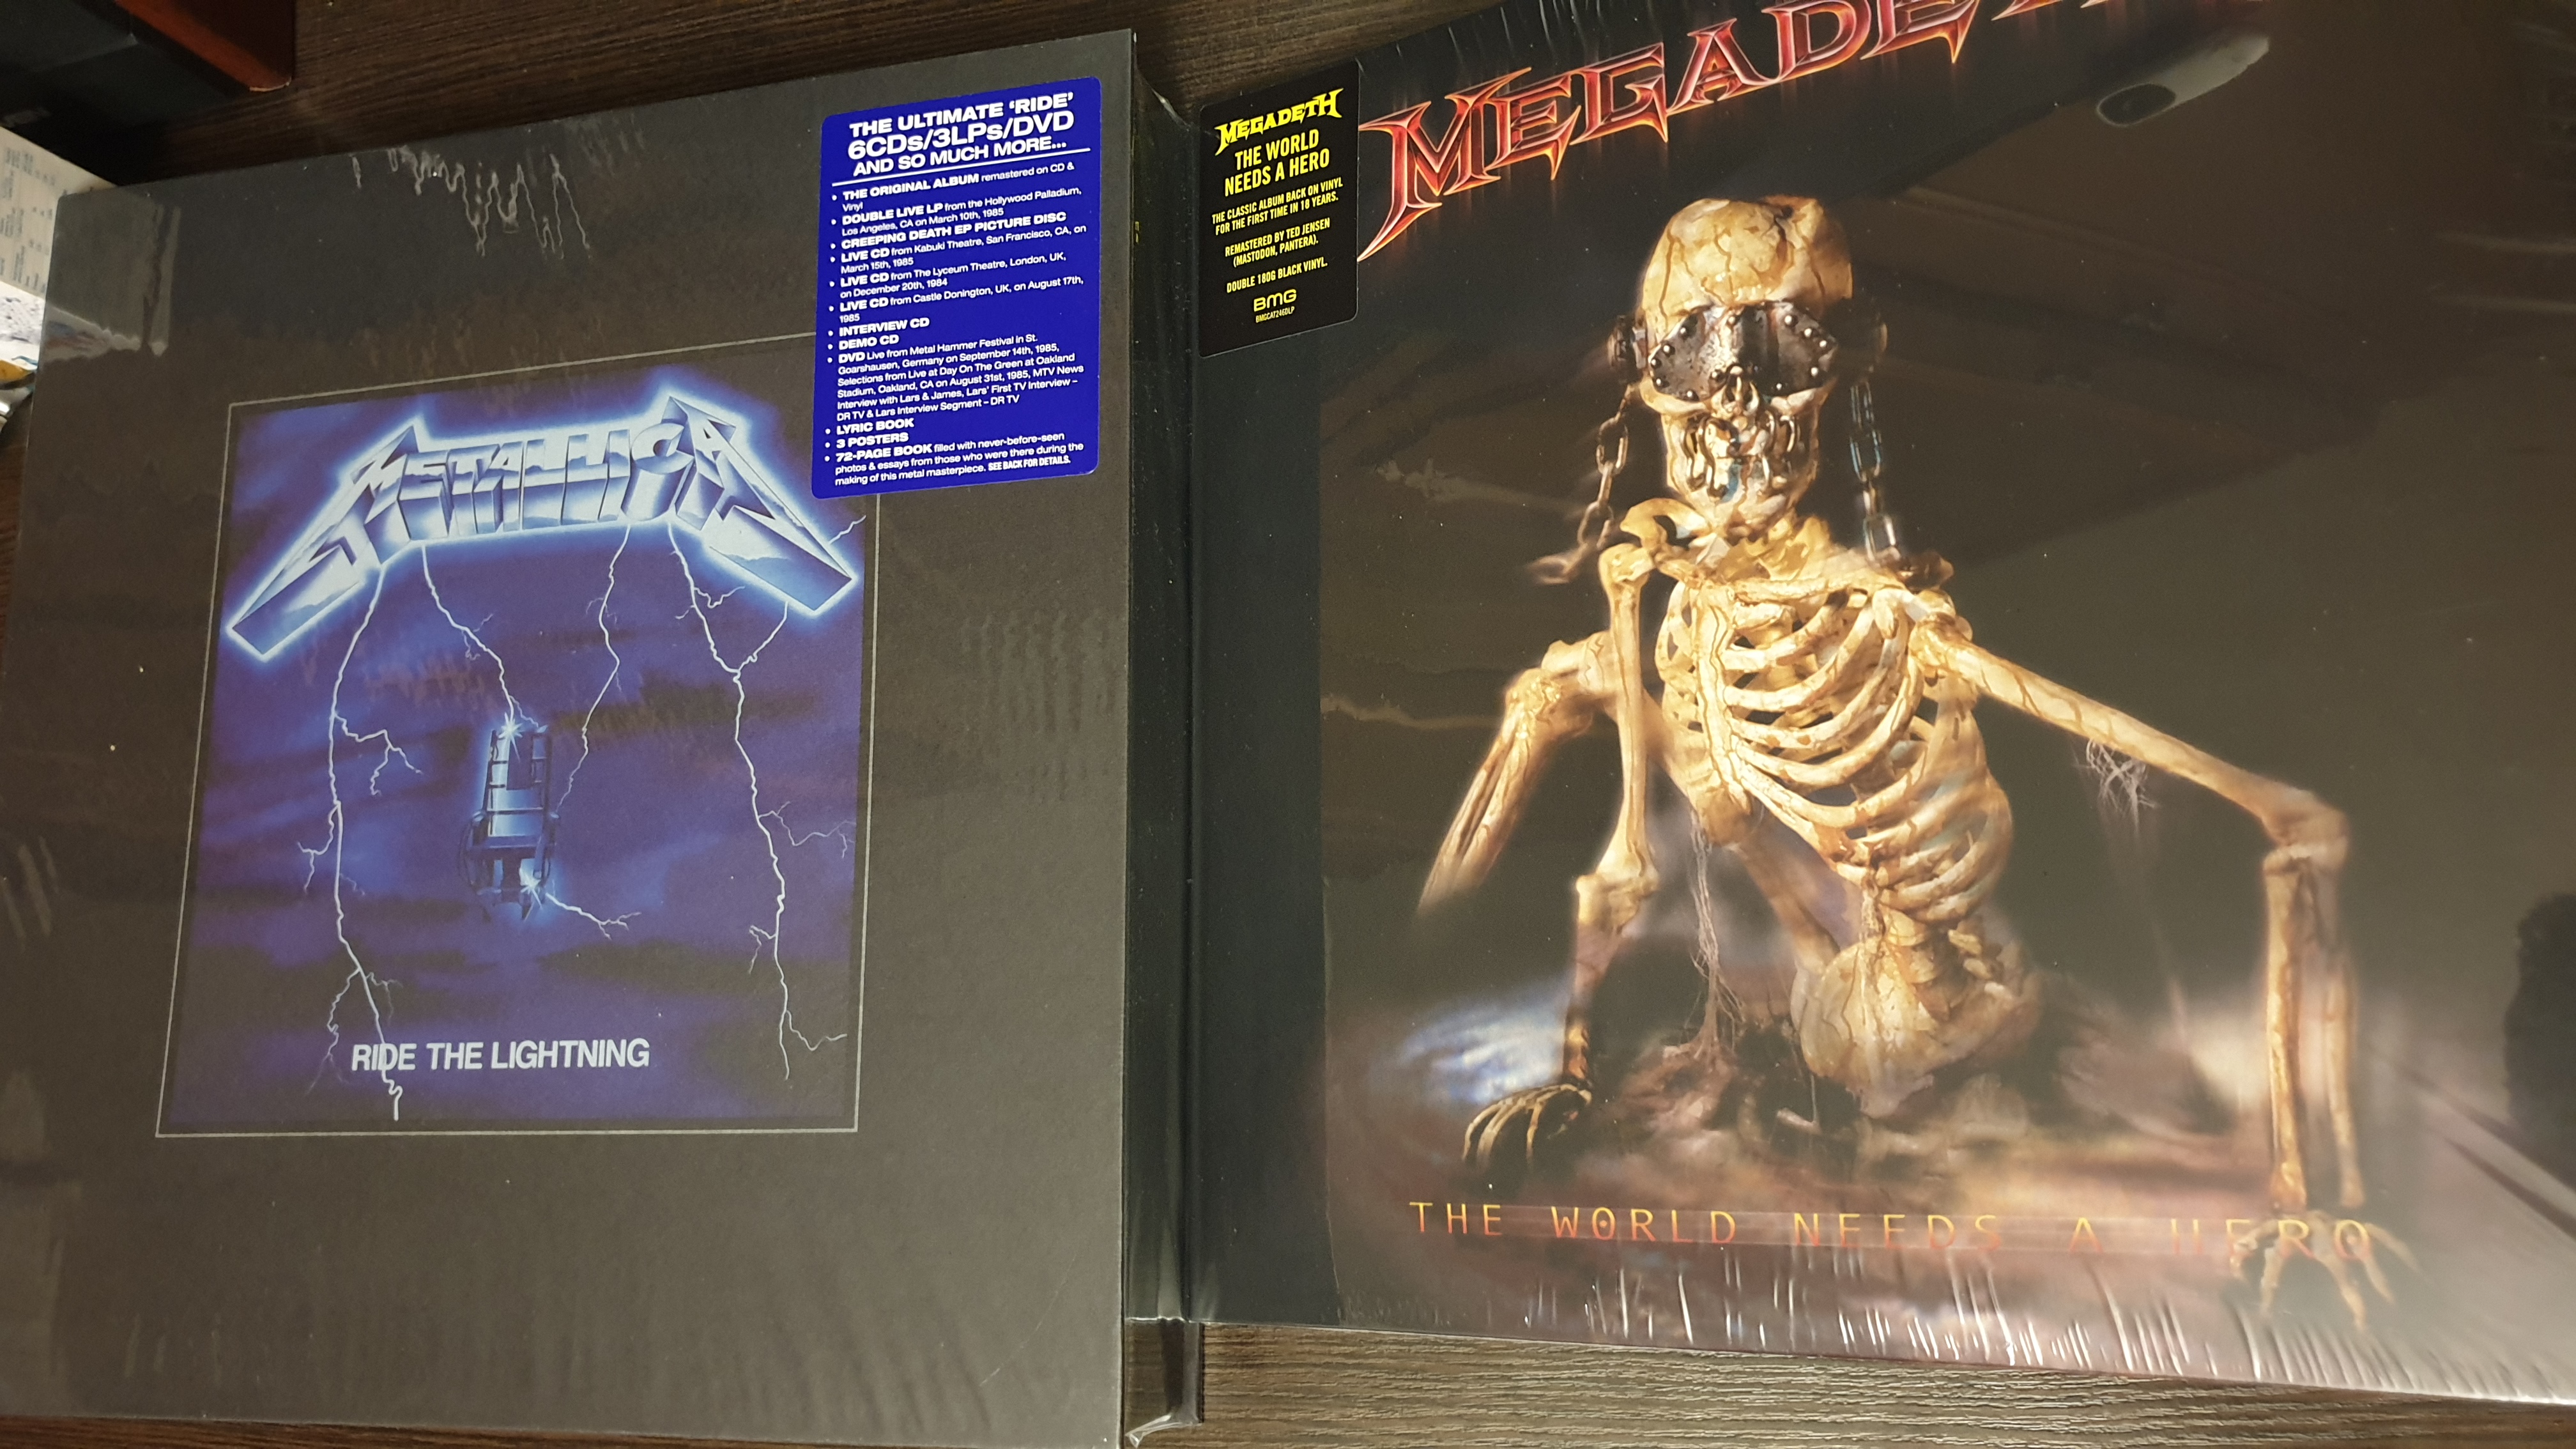 THE ULTIMATE 'RIDE'
6CDs/3LPs/DVD
AND SO MUCH MORE...
• THE ORIGINAL ALBUM remastered on CD &
Vinyl
• DOUBLE LIVE LP from the Hollywood Palladium,
Los Angeles, CA on March 10th, 1985
• CREEPING DEATH EP PICTURE DISC
• LIVE CD from Kabuki Theatre, San Francisco, CA, on
March 15th, 1985
• LIVE CD from The Lyceum Theatre, London, UK,
on December 20th, 1984
• LIVE CD from Castle Donington, UK, on August 17th,
1985
• INTERVIEW CD
• DEMO CD
• DVD Live from Metal Hammer Festival in St.
Goarshausen, Germany on September 14th, 1985,
Selections from Live at Day On The Green at Oakland
Stadium, Oakland, CA on August 31st, 1985, MTV News
Interview with Lars & James, Lars' First TV Interview –
DR TV & Lars Interview Segment – DR TV
• LYRIC BOOK
• 3 POSTERS
• 72-PAGE BOOK filled with never-before-seen
photos & essays from those who were there during the
making of this metal masterpiece. SEE BACK FOR DETAILS.
METALLICA
RIDE THE LIGHTNING
MEGADETH
THE WORLD
NEEDS A HERO
THE CLASSIC ALBUM BACK ON VINYL
FOR THE FIRST TIME IN 18 YEARS.
REMASTERED BY TED JENSEN
(MASTODON, PANTERA).
DOUBLE 180G BLACK VINYL.
BMG
BMGCAT246DLP
MEGADETH
THE WORLD NEEDS A HERO